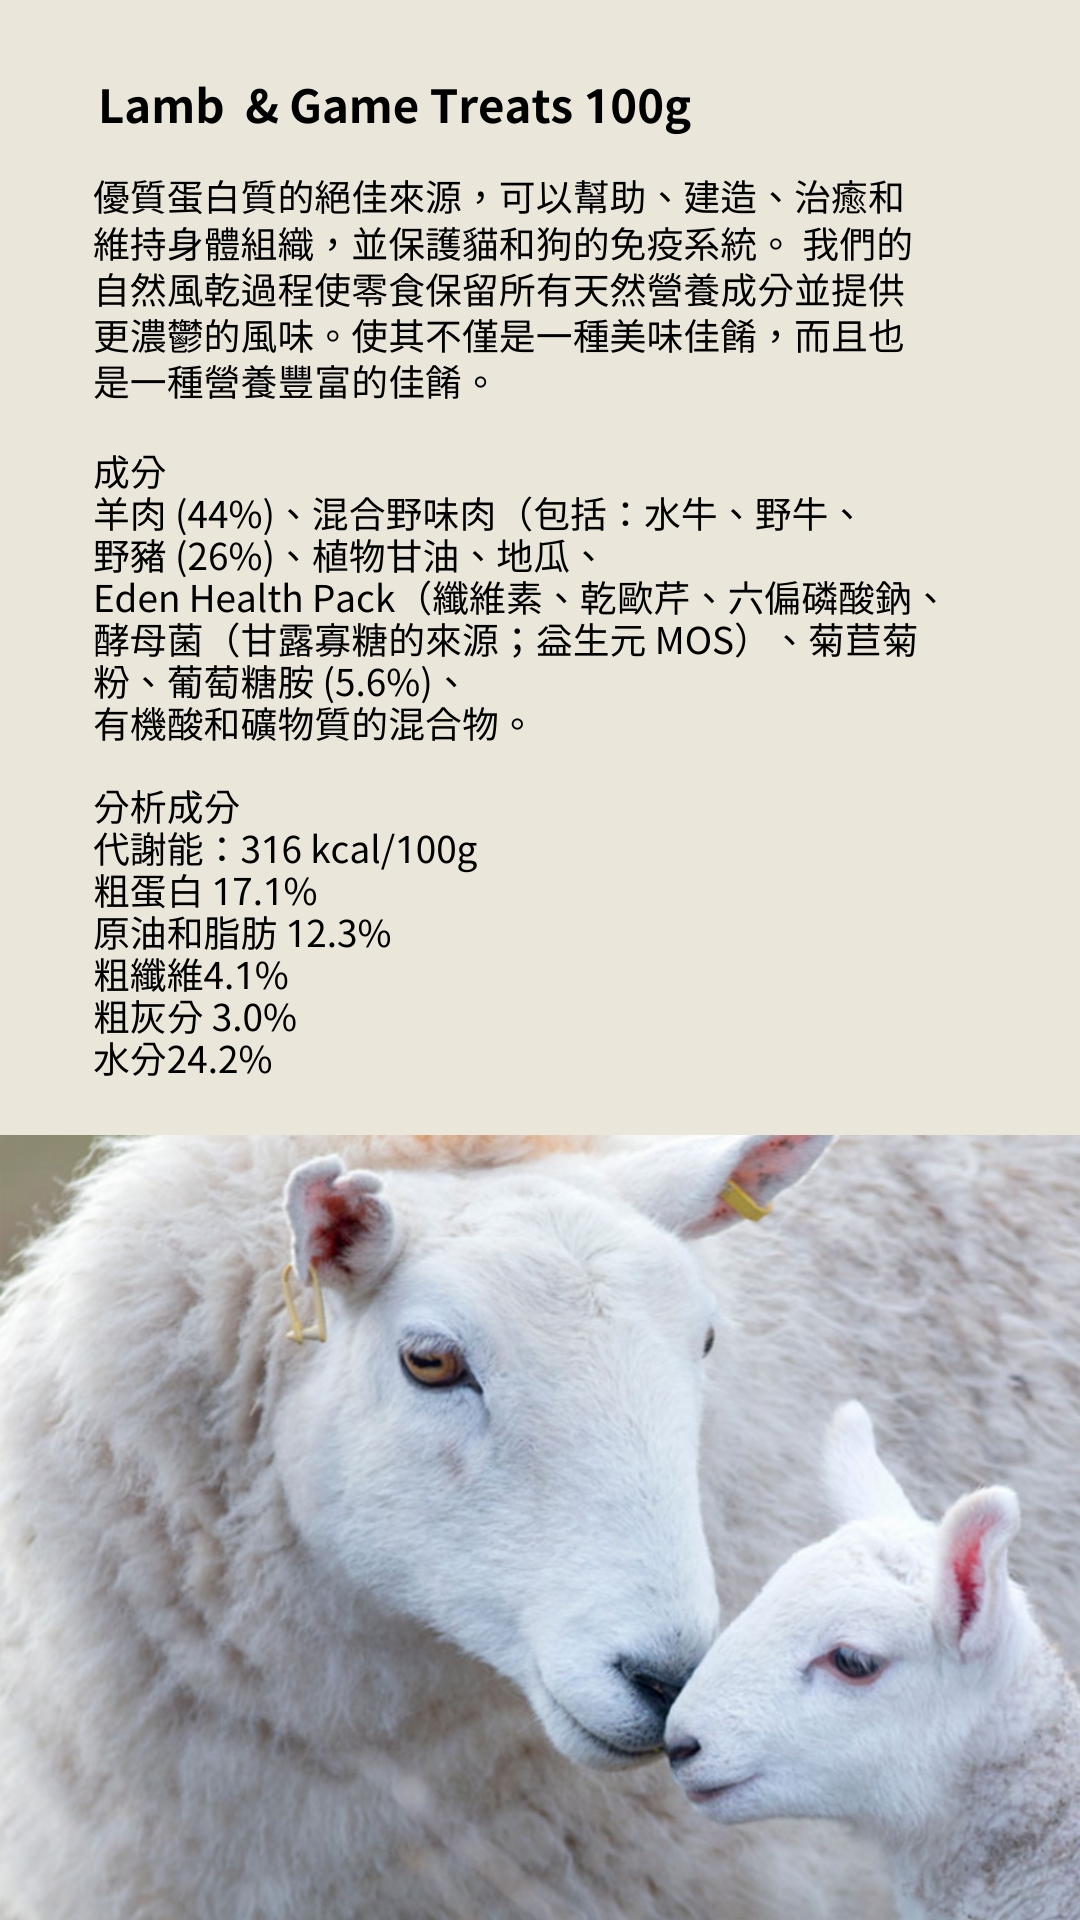 Lamb & Game Treats 100g
優質蛋白質的絕佳來源，可以幫助、建造、治癒和
維持身體組織，並保護貓和狗的免疫系統。 我們的
自然風乾過程使零食保留所有天然營養成分並提供
更濃鬱的風味。使其不僅是一種美味佳餚，而且也
是一種營養豐富的佳餚。
成分
羊肉 (44%)、混合野味肉（包括：水牛、野牛、
野豬 (26%)、植物甘油、地瓜、
Eden Health Pack（纖維素、乾歐芹、六偏磷酸鈉、
酵母菌（甘露寡糖的來源；益生元 MOS）、菊苣菊
粉、葡萄糖胺 (5.6%)、
有機酸和礦物質的混合物。
分析成分
代謝能：316 kcal/100g
粗蛋白 17.1%
原油和脂肪 12.3%
粗纖維4.1%
粗灰分 3.0%
水分24.2%